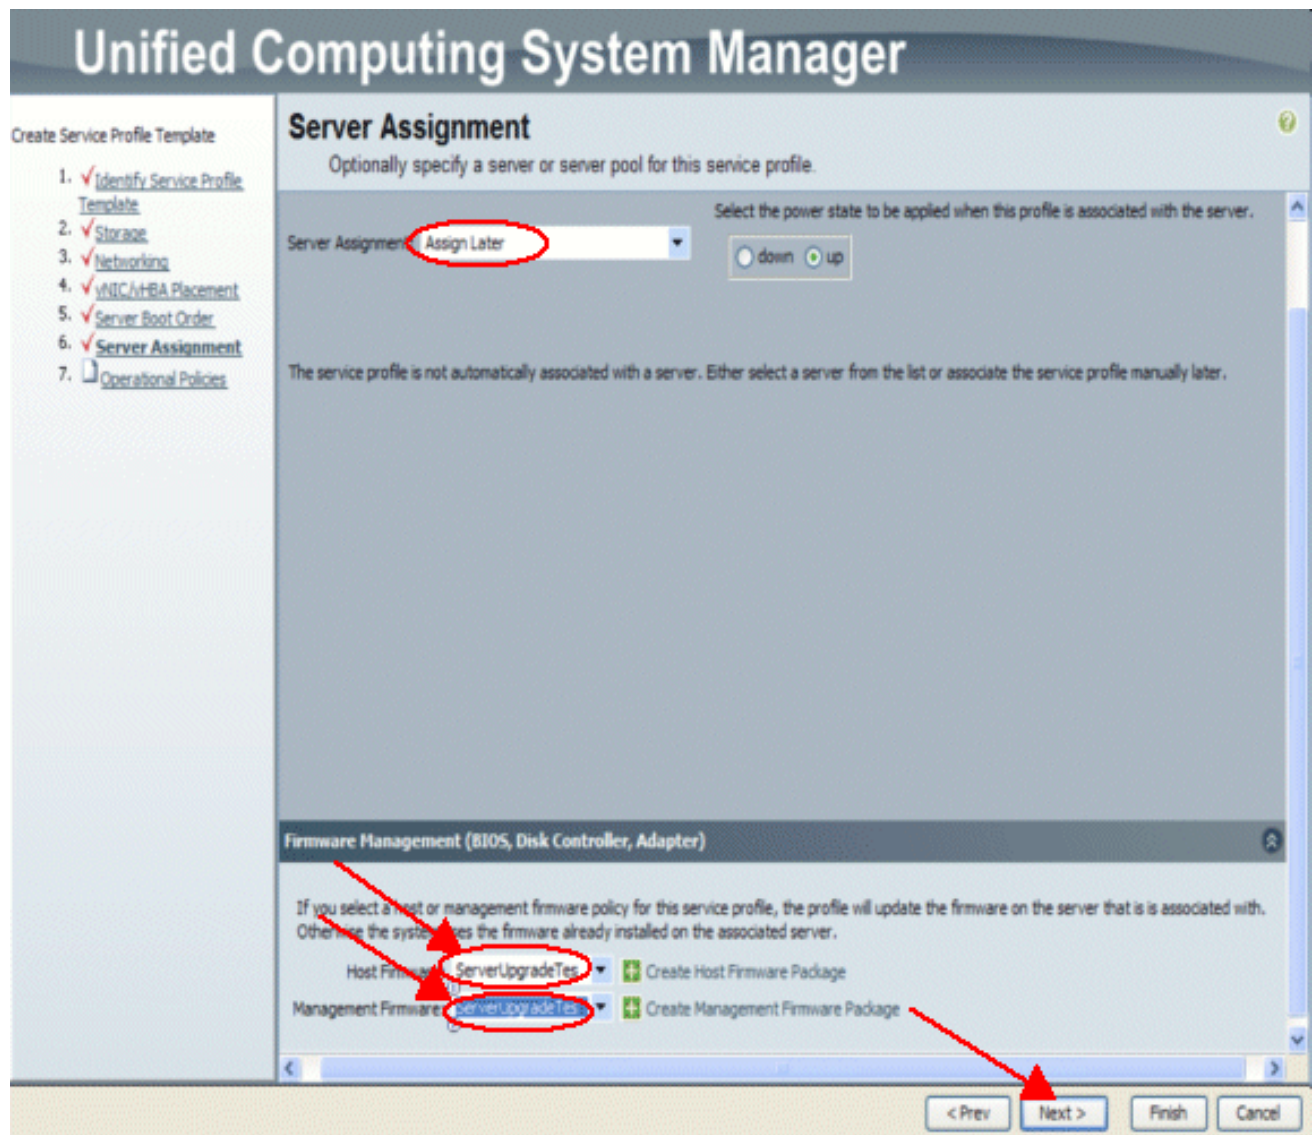 Unified Computing System Manager
Create Service Profile Template
1. Identify Service Profile
Template
2. Storage
3. Networking
4. vNIC/vHBA Placement
5. Server Boot Order
6. Server Assignment
7. Operational Policies
Server Assignment
Optionally specify a server or server pool for this service profile.
Select the power state to be applied when this profile is associated with the server.
Server Assignment: Assign Later
down up
The service profile is not automatically associated with a server. Either select a server from the list or associate the service profile manually later.
Firmware Management (BIOS, Disk Controller, Adapter)
If you select a host or management firmware policy for this service profile, the profile will update the firmware on the server that is is associated with.
Otherwise the system uses the firmware already installed on the associated server.
Host Firmware: ServerUpgradeTes Create Host Firmware Package
Management Firmware: ServerUpgradeTes Create Management Firmware Package
< Prev Next > Finish Cancel